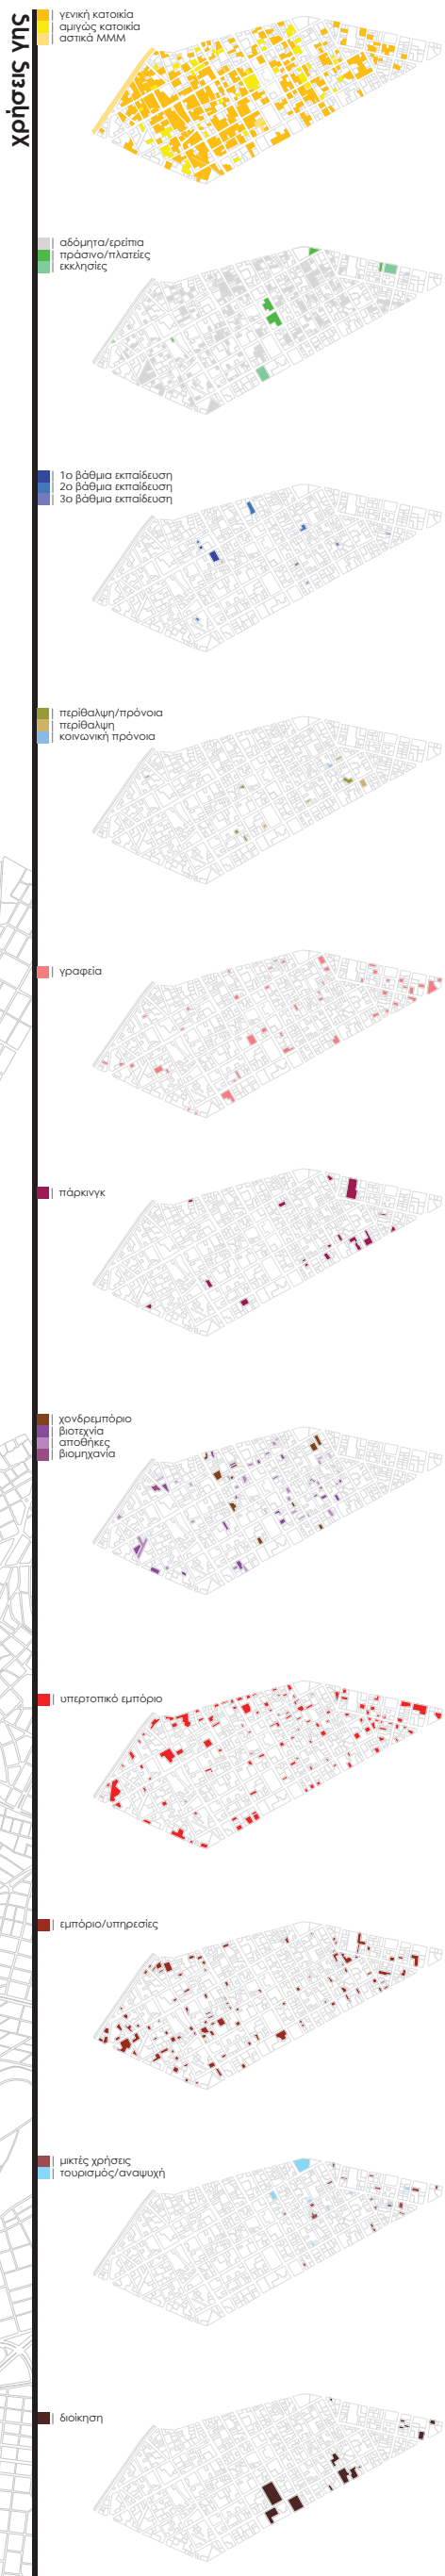 χρήσεις γης
γενική κατοικία
αμιγώς κατοικία
αστικά ΜΜΜ
αδόμητα/ερείπια
πράσινο/πλατείες
εκκλησίες
1ο βάθμια εκπαίδευση
2ο βάθμια εκπαίδευση
3ο βάθμια εκπαίδευση
περίθαλψη/πρόνοια
περίθαλψη
κοινωνική πρόνοια
γραφεία
πάρκινγκ
χονδρεμπόριο
βιοτεχνία
αποθήκες
βιομηχανία
υπερτοπικό εμπόριο
εμπόριο/υπηρεσίες
μικτές χρήσεις
τουρισμός/αναψυχή
διοίκηση